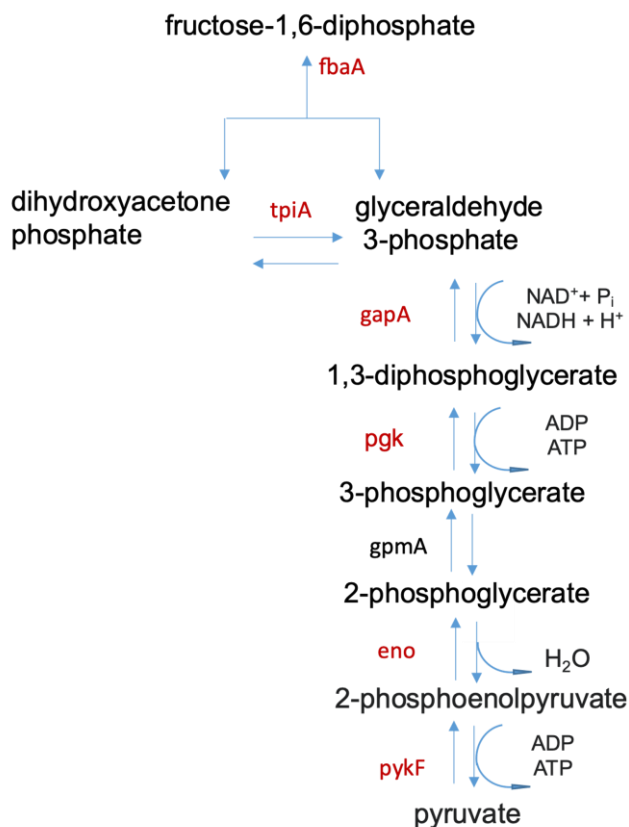 fructose-1,6-diphosphate
fbaA
dihydroxyacetone
phosphate
tpiA
glyceraldehyde
3-phosphate
gapA
NAD⁺+ Pᵢ
NADH + H⁺
1,3-diphosphoglycerate
pgk
ADP
ATP
3-phosphoglycerate
gpmA
2-phosphoglycerate
eno
H₂O
2-phosphoenolpyruvate
pykF
ADP
ATP
pyruvate